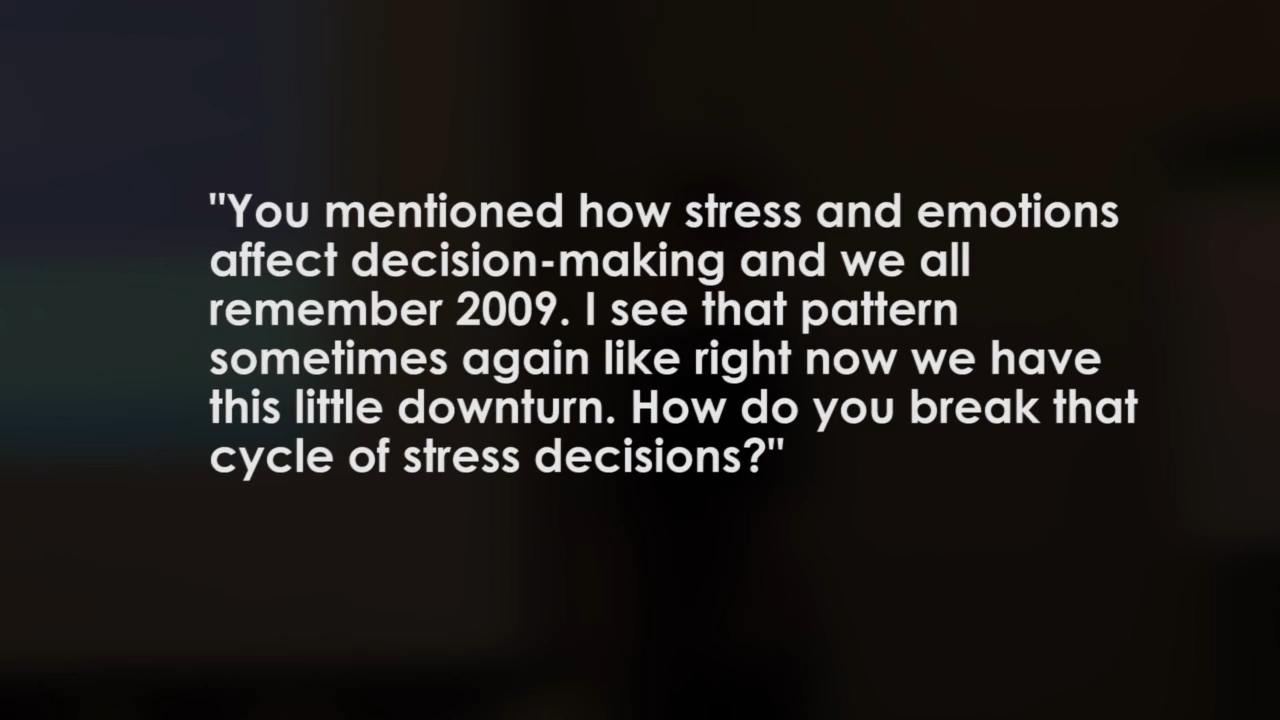 "You mentioned how stress and emotions
affect decision-making and we all
remember 2009. I see that pattern
sometimes again like right now we have
this little downturn. How do you break that
cycle of stress decisions?"